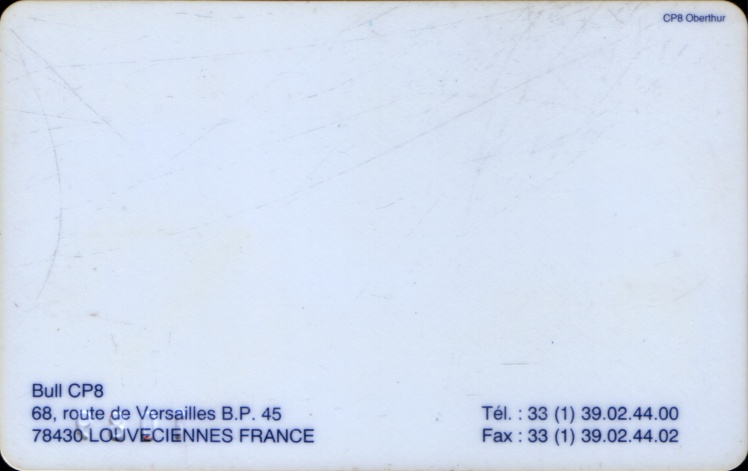 CP8 Oberthur
Bull CP8
68, route de Versailles B.P. 45
78430 LOUVECIENNES FRANCE
Tél. : 33 (1) 39.02.44.00
Fax : 33 (1) 39.02.44.02